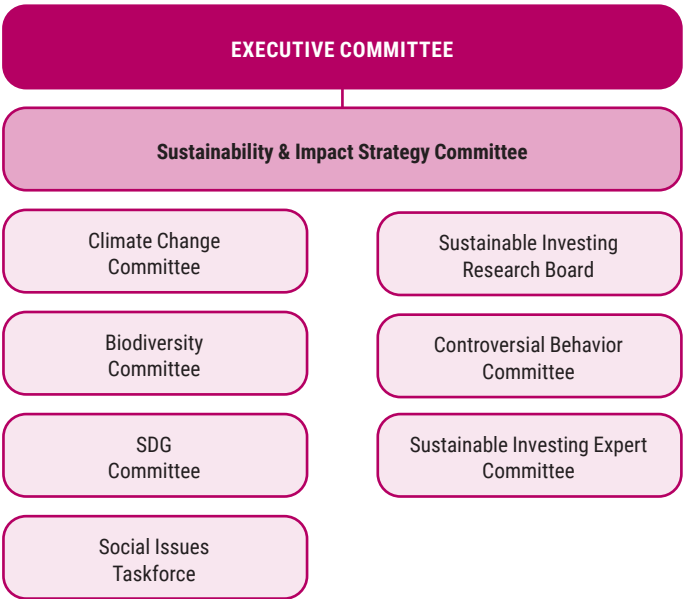 EXECUTIVE COMMITTEE
Sustainability & Impact Strategy Committee
Climate Change
Committee
Biodiversity
Committee
SDG
Committee
Social Issues
Taskforce
Sustainable Investing
Research Board
Controversial Behavior
Committee
Sustainable Investing Expert
Committee